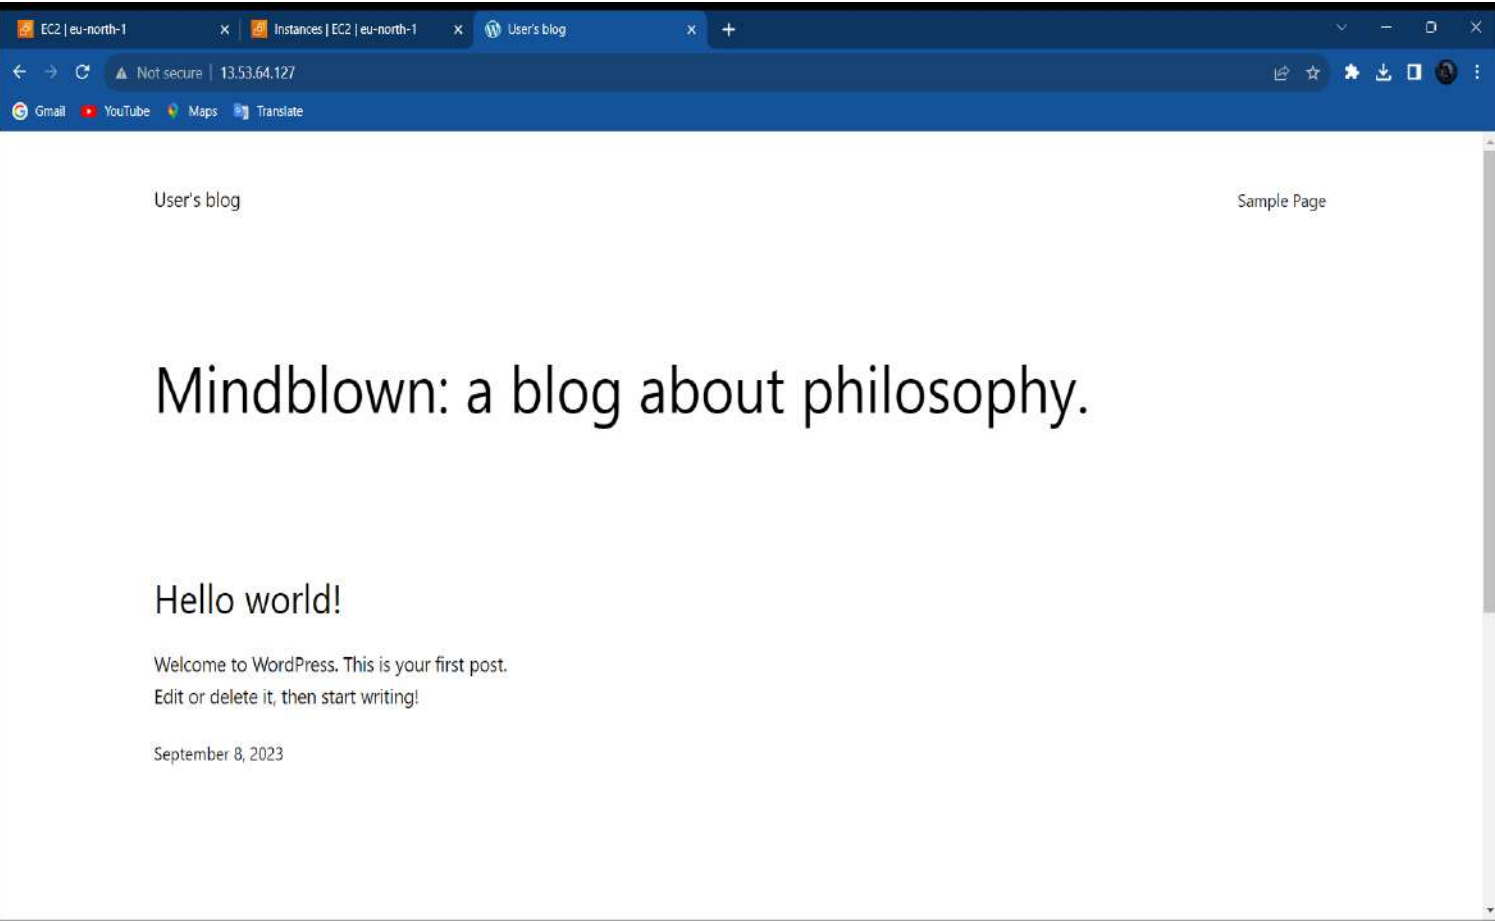 EC2 | eu-north-1
Instances | EC2 | eu-north-1
User's blog
Not secure | 13.53.64.127
Gmail YouTube Maps Translate
User's blog
Sample Page
Mindblown: a blog about philosophy.
Hello world!
Welcome to WordPress. This is your first post.
Edit or delete it, then start writing!
September 8, 2023